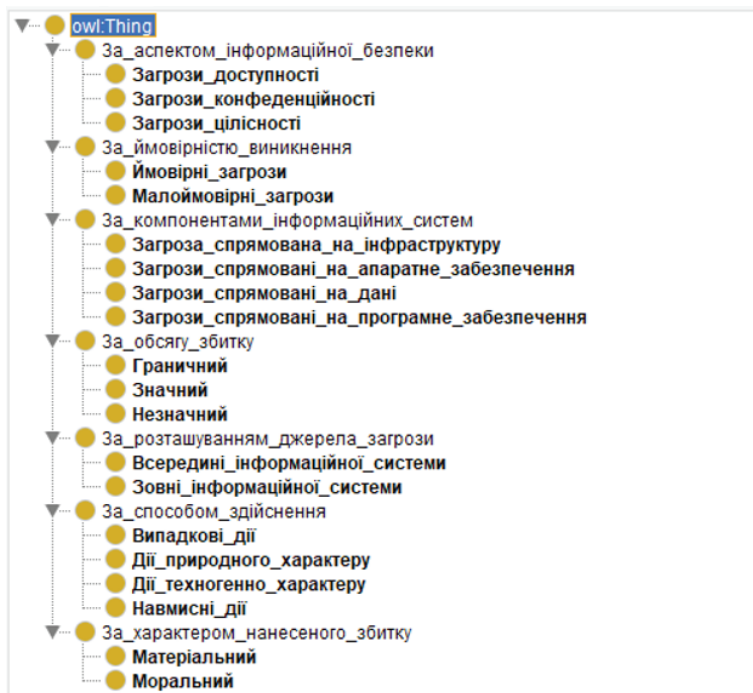 owl:Thing
За_аспектом_інформаційної_безпеки
Загрози_доступності
Загрози_конфеденційності
Загрози_цілісності
За_ймовірністю_виникнення
Ймовірні_загрози
Малоймовірні_загрози
За_компонентами_інформаційних_систем
Загроза_спрямована_на_інфраструктуру
Загрози_спрямовані_на_апаратне_забезпечення
Загрози_спрямовані_на_дані
Загрози_спрямовані_на_програмне_забезпечення
За_обсягу_збитку
Граничний
Значний
Незначний
За_розташуванням_джерела_загрози
Всередині_інформаційної_системи
Зовні_інформаційної_системи
За_способом_здійснення
Випадкові_дії
Дії_природного_характеру
Дії_техногенно_характеру
Навмисні_дії
За_характером_нанесеного_збитку
Матеріальний
Моральний